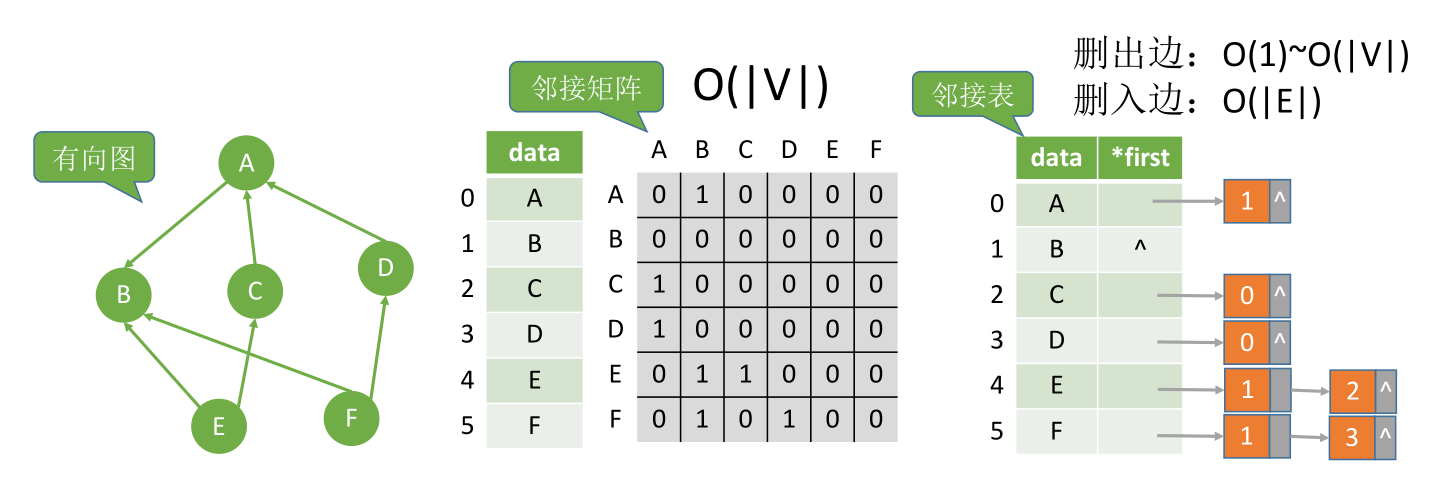 有向图
A
B
C
D
E
F
邻接矩阵
O(|V|)
data
0 A
1 B
2 C
3 D
4 E
5 F
A B C D E F
A 0 1 0 0 0 0
B 0 0 0 0 0 0
C 1 0 0 0 0 0
D 1 0 0 0 0 0
E 0 1 1 0 0 0
F 0 1 0 1 0 0
删出边：O(1)~O(|V|)
删入边：O(|E|)
邻接表
data *first
0 A 1 ^
1 B ^
2 C 0 ^
3 D 0 ^
4 E 1 2 ^
5 F 1 3 ^